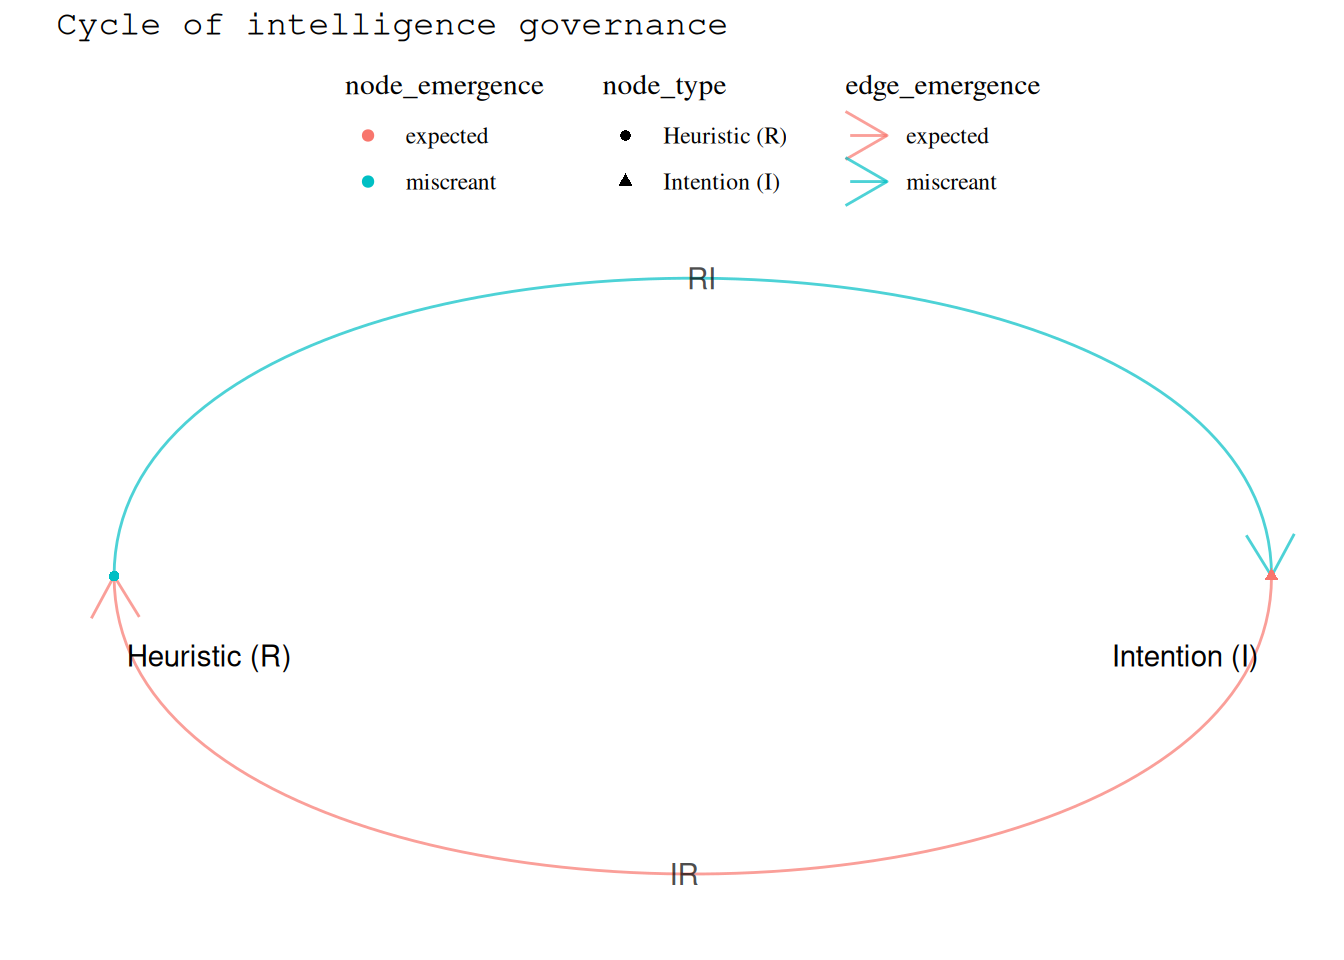 Cycle of intelligence governance
node_emergence node_type edge_emergence
expected Heuristic (R) expected
miscreant Intention (I) miscreant
RI
Heuristic (R) Intention (I)
IR